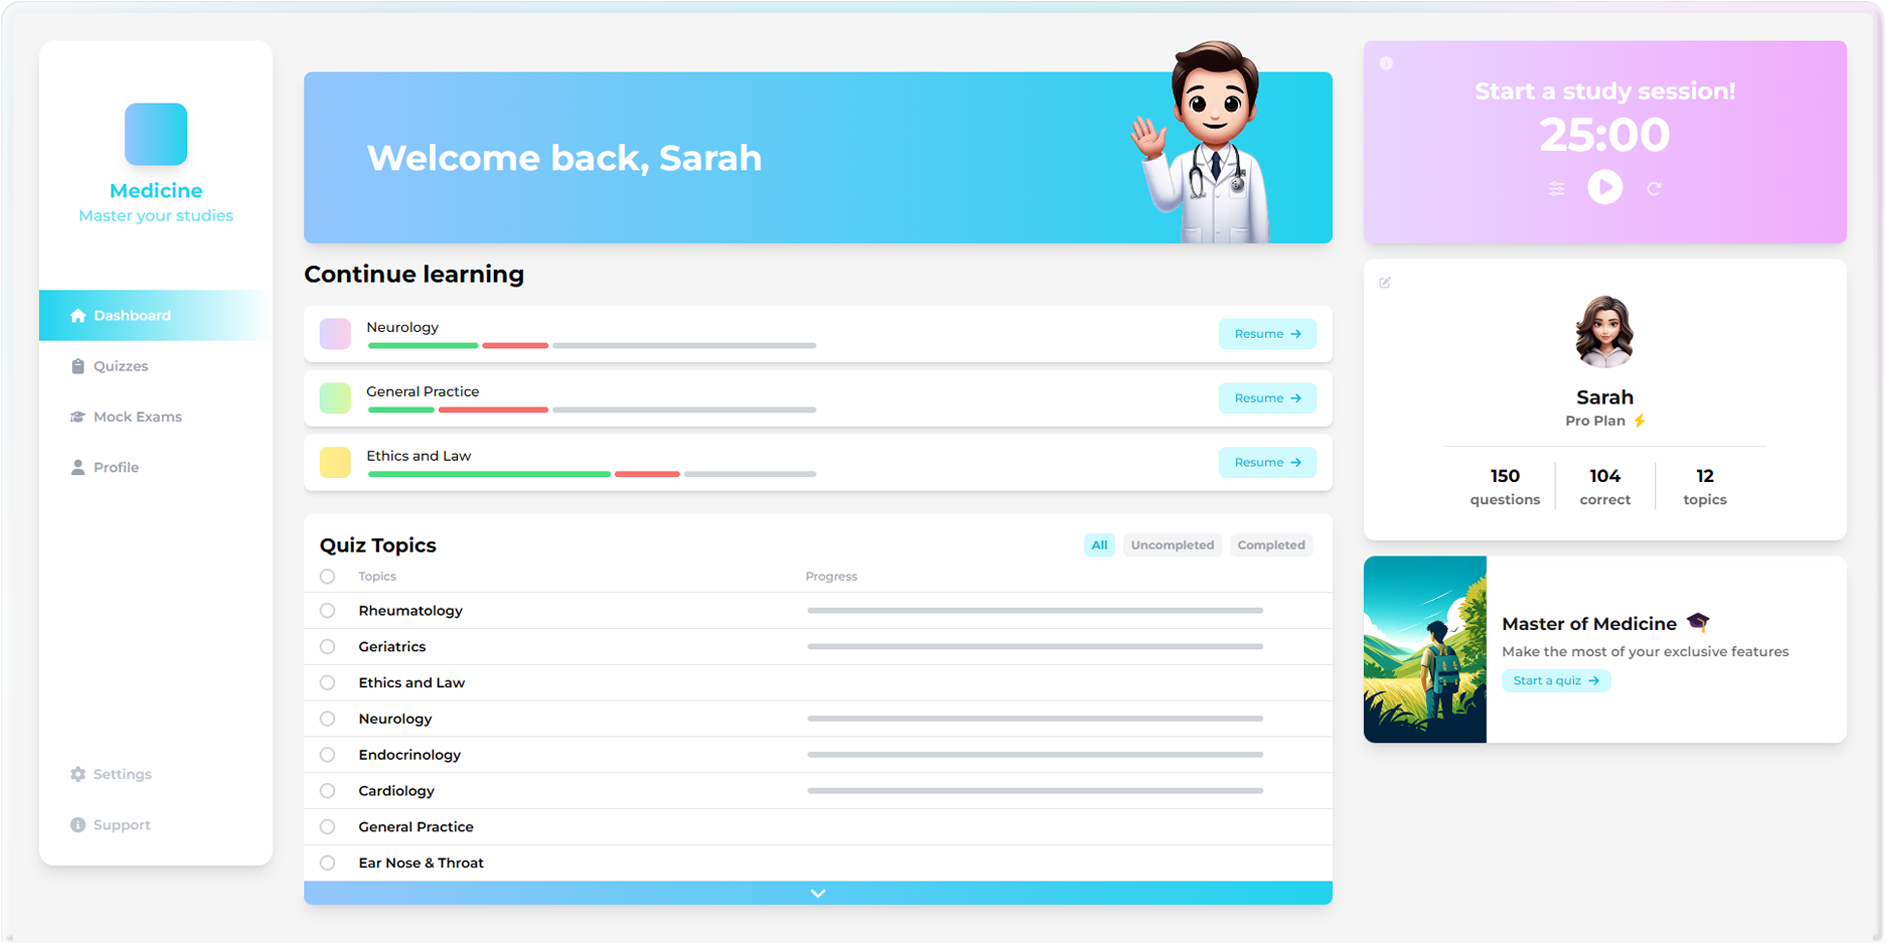 Medicine
Master your studies
Dashboard
Quizzes
Mock Exams
Profile
Settings
Support
Welcome back, Sarah
Continue learning
Neurology
Resume →
General Practice
Resume →
Ethics and Law
Resume →
Quiz Topics
All Uncompleted Completed
Topics Progress
Rheumatology
Geriatrics
Ethics and Law
Neurology
Endocrinology
Cardiology
General Practice
Ear Nose & Throat
Start a study session!
25:00
Sarah
Pro Plan ⚡
150 104 12
questions correct topics
Master of Medicine 🎓
Make the most of your exclusive features
Start a quiz →